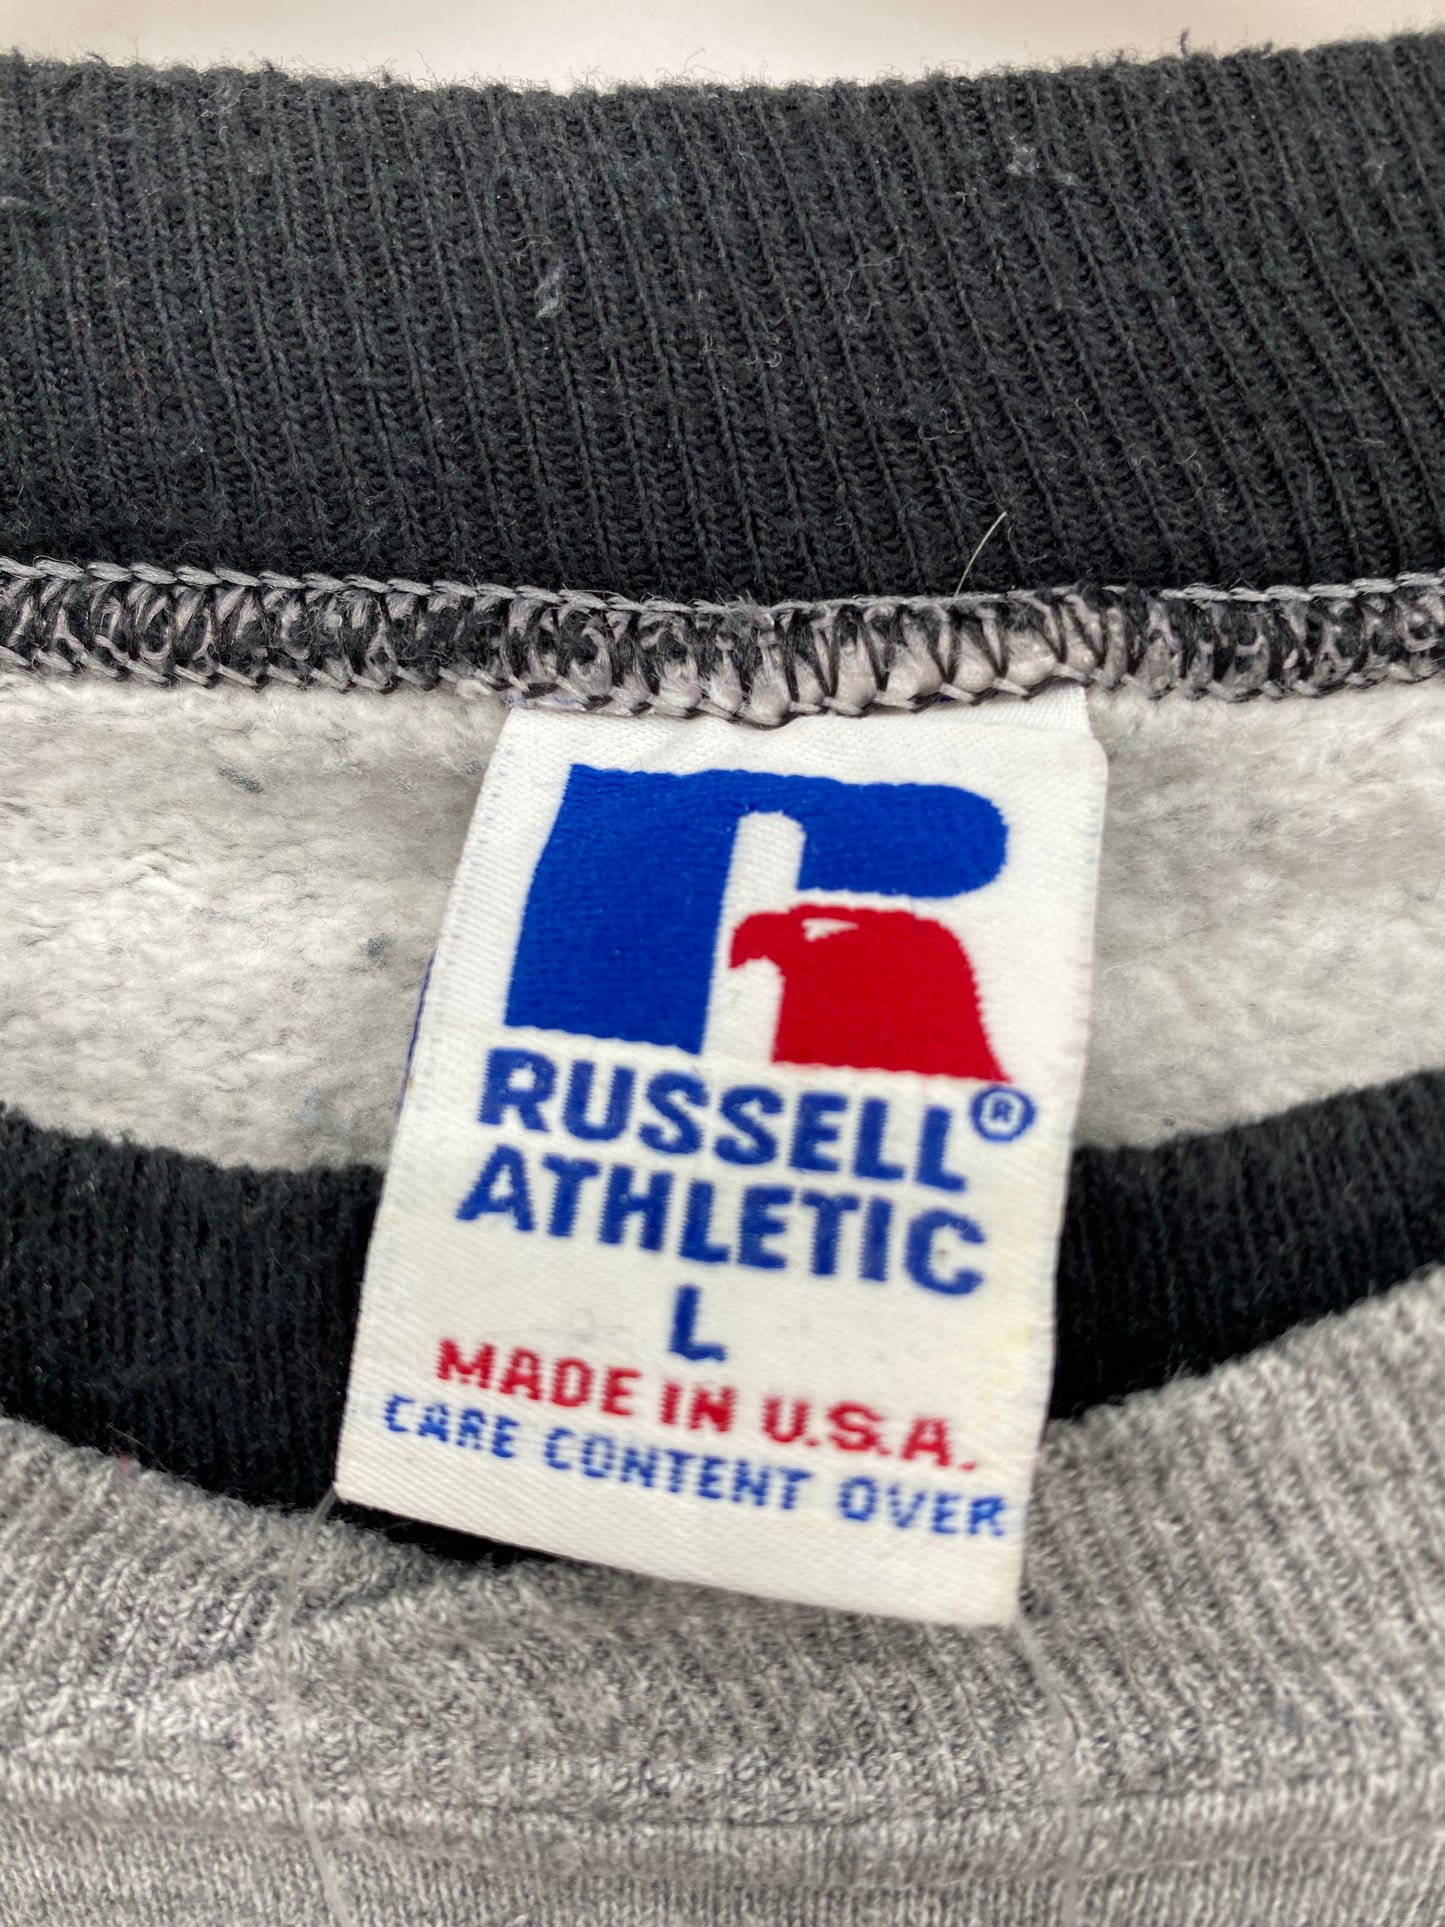 RUSSELL®
ATHLETIC
L
MADE IN U.S.A.
CARE CONTENT OVER